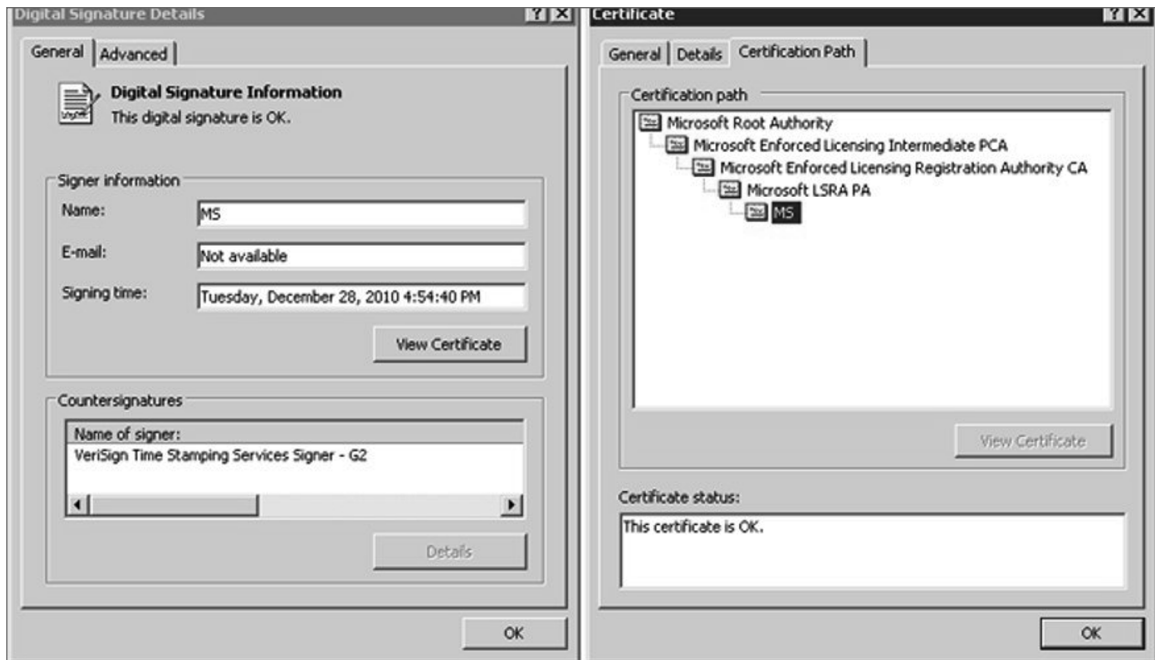 Digital Signature Details
General
Advanced
Digital Signature Information
This digital signature is OK.
Signer information
Name:
MS
E-mail:
Not available
Signing time:
Tuesday, December 28, 2010 4:54:40 PM
View Certificate
Countersignatures
Name of signer:
VeriSign Time Stamping Services Signer - G2
Details
OK
Certificate
General
Details
Certification Path
Certification path
Microsoft Root Authority
Microsoft Enforced Licensing Intermediate PCA
Microsoft Enforced Licensing Registration Authority CA
Microsoft LSRA PA
MS
View Certificate
Certificate status:
This certificate is OK.
OK